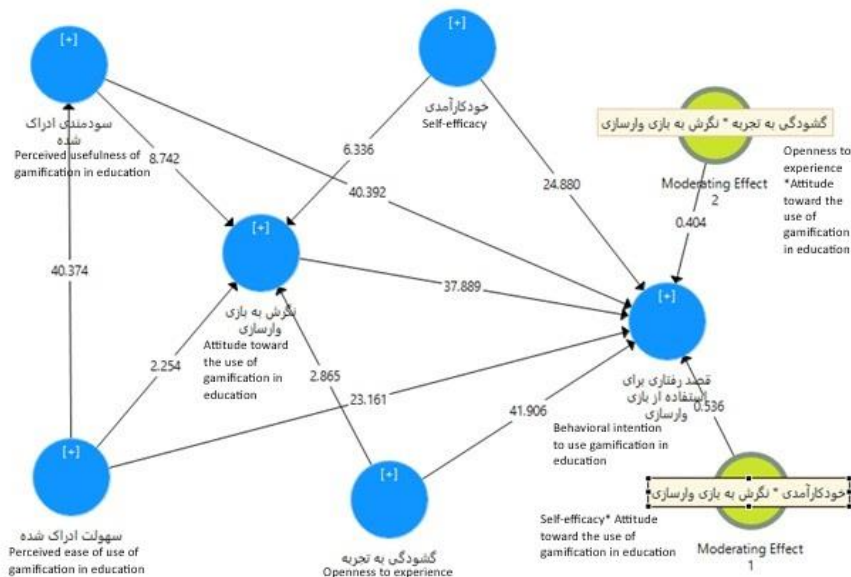 [+]
سودمندی ادراک
شده
Perceived usefulness of
gamification in education
[+]
خودکارآمدی
Self-efficacy
گشودگی به تجربه * نگرش به بازی وارسازی
Moderating Effect
2
Openness to
experience
*Attitude
toward the
use of
gamification
in education
8.742
6.336
40.392
24.880
0.404
[+]
نگرش به بازی
وارسازی
Attitude toward
the use of
gamification in
education
40.374
37.889
[+]
قصد رفتاری برای
استفاده از بازی
وارسازی
Behavioral intention
to use gamification in
education
2.254
2.865
23.161
41.906
0.536
[+]
سهولت ادراک شده
Perceived ease of use of
gamification in education
[+]
گشودگی به تجربه
Openness to experience
خودکارآمدی * نگرش به بازی وارسازی
Self-efficacy* Attitude
toward the use of
gamification in education
Moderating Effect
1